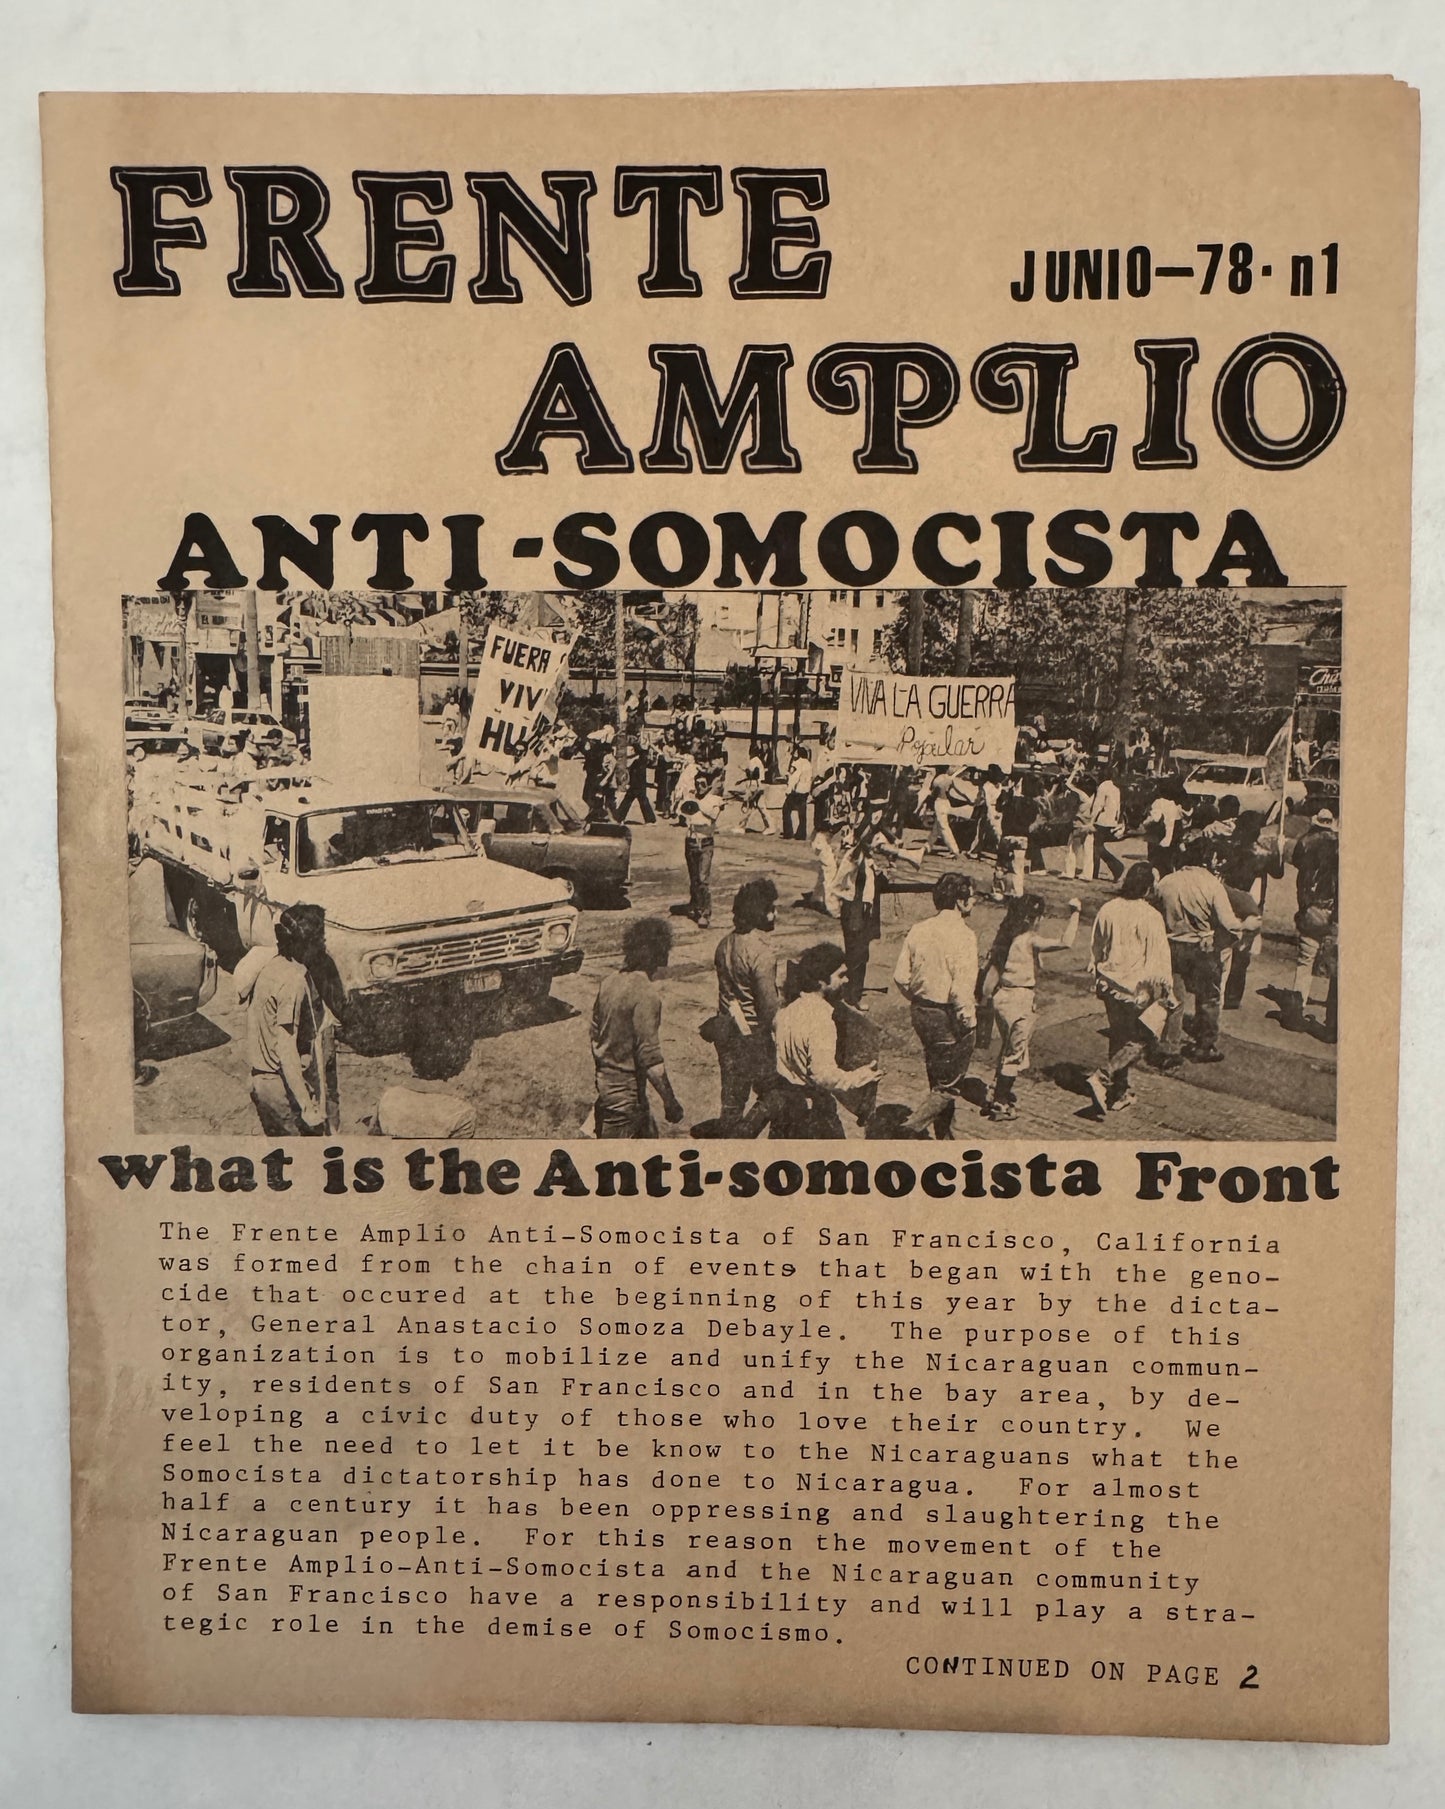 FRENTE
JUNIO—78· n1
AMPLIO
ANTI-SOMOCISTA
FUERA
VIV
HU
VIVA LA GUERRA
Popular
what is the Anti-somocista Front
The Frente Amplio Anti-Somocista of San Francisco, California
was formed from the chain of events that began with the geno-
cide that occured at the beginning of this year by the dicta-
tor, General Anastacio Somoza Debayle. The purpose of this
organization is to mobilize and unify the Nicaraguan commun-
ity, residents of San Francisco and in the bay area, by de-
veloping a civic duty of those who love their country. We
feel the need to let it be know to the Nicaraguans what the
Somocista dictatorship has done to Nicaragua. For almost
half a century it has been oppressing and slaughtering the
Nicaraguan people. For this reason the movement of the
Frente Amplio-Anti-Somocista and the Nicaraguan community
of San Francisco have a responsibility and will play a stra-
tegic role in the demise of Somocismo.
CONTINUED ON PAGE 2